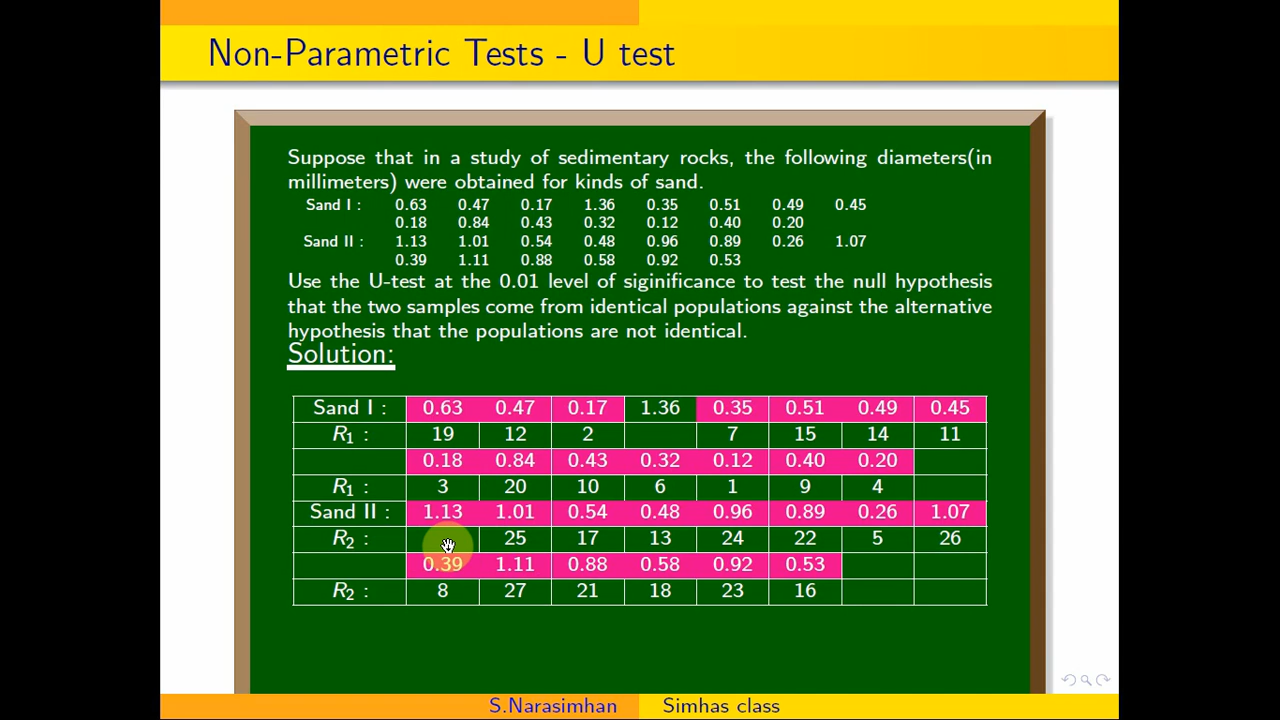 Non-Parametric Tests - U test
Suppose that in a study of sedimentary rocks, the following diameters(in
millimeters) were obtained for kinds of sand.
Sand I : 0.63 0.47 0.17 1.36 0.35 0.51 0.49 0.45
0.18 0.84 0.43 0.32 0.12 0.40 0.20
Sand II : 1.13 1.01 0.54 0.48 0.96 0.89 0.26 1.07
0.39 1.11 0.88 0.58 0.92 0.53
Use the U-test at the 0.01 level of siginificance to test the null hypothesis
that the two samples come from identical populations against the alternative
hypothesis that the populations are not identical.
Solution:
Sand I : 0.63 0.47 0.17 1.36 0.35 0.51 0.49 0.45
R₁ : 19 12 2 7 15 14 11
0.18 0.84 0.43 0.32 0.12 0.40 0.20
R₁ : 3 20 10 6 1 9 4
Sand II : 1.13 1.01 0.54 0.48 0.96 0.89 0.26 1.07
R₂ : 25 17 13 24 22 5 26
0.39 1.11 0.88 0.58 0.92 0.53
R₂ : 8 27 21 18 23 16
S.Narasimhan Simhas class